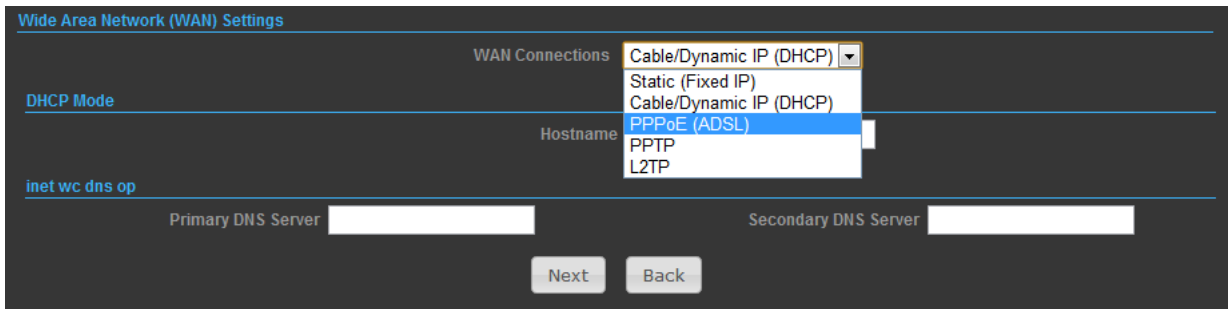 Wide Area Network (WAN) Settings
WAN Connections Cable/Dynamic IP (DHCP)
Static (Fixed IP)
Cable/Dynamic IP (DHCP)
PPPoE (ADSL)
PPTP
L2TP
DHCP Mode
Hostname
inet wc dns op
Primary DNS Server Secondary DNS Server
Next Back